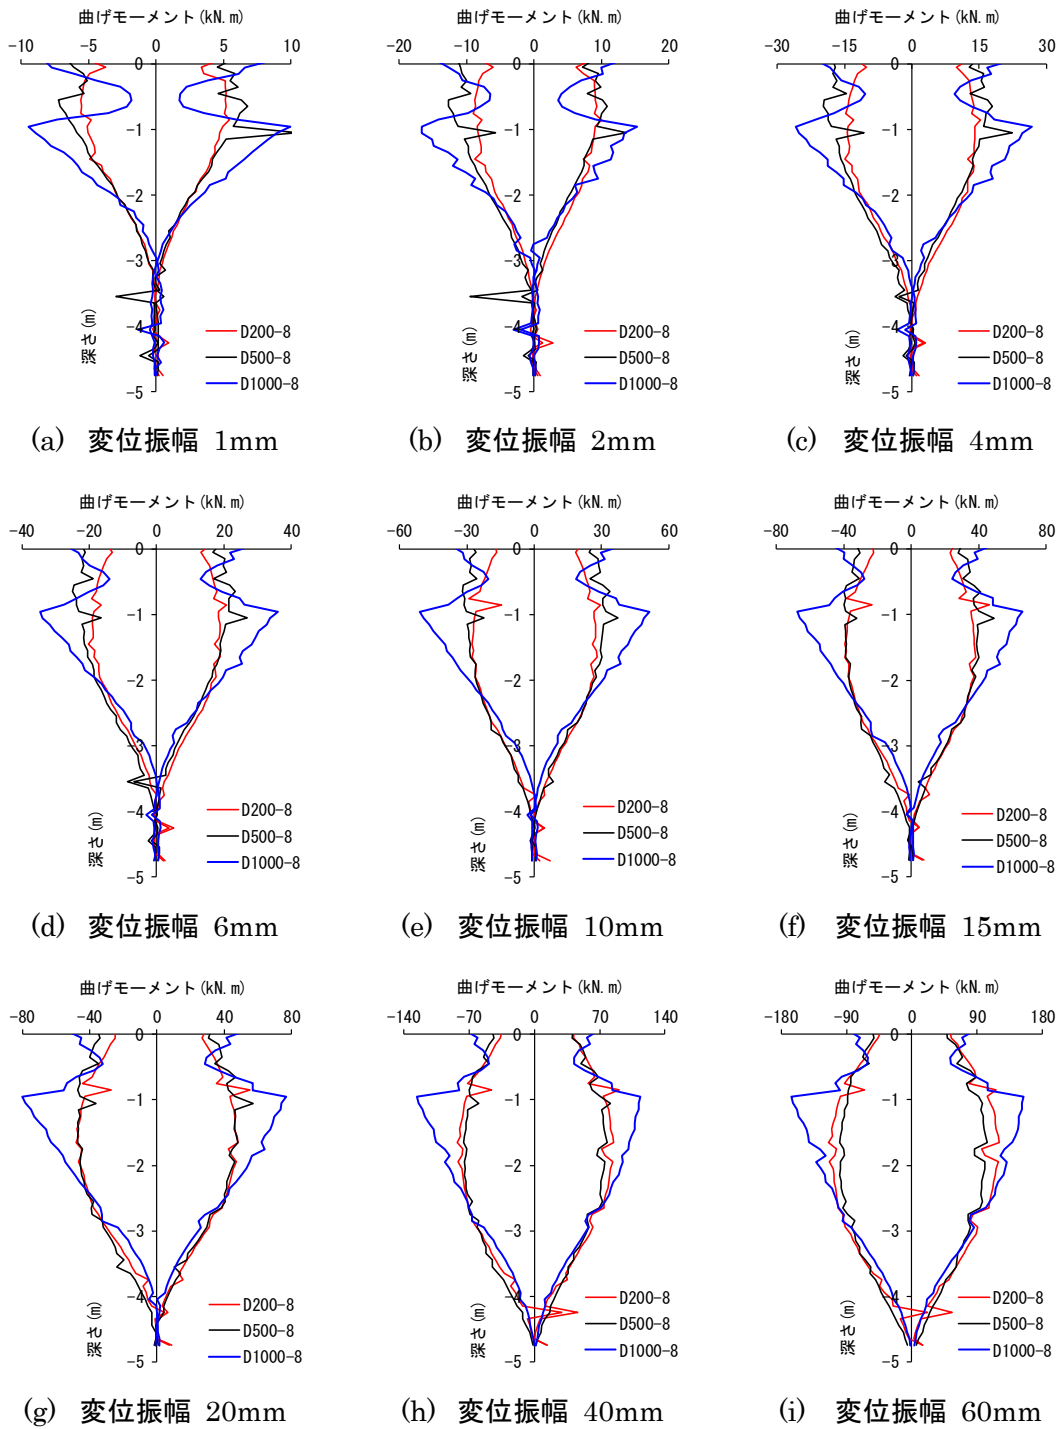 曲げモーメント(kN.m)
-10 -5 0 5 10
0
-1
-2
-3
-4
-5
深さ(m)
D200-8
D500-8
D1000-8
(a) 変位振幅 1mm
曲げモーメント(kN.m)
-20 -10 0 10 20
0
-1
-2
-3
-4
-5
深さ(m)
D200-8
D500-8
D1000-8
(b) 変位振幅 2mm
曲げモーメント(kN.m)
-30 -15 0 15 30
0
-1
-2
-3
-4
-5
深さ(m)
D200-8
D500-8
D1000-8
(c) 変位振幅 4mm
曲げモーメント(kN.m)
-40 -20 0 20 40
0
-1
-2
-3
-4
-5
深さ(m)
D200-8
D500-8
D1000-8
(d) 変位振幅 6mm
曲げモーメント(kN.m)
-60 -30 0 30 60
0
-1
-2
-3
-4
-5
深さ(m)
D200-8
D500-8
D1000-8
(e) 変位振幅 10mm
曲げモーメント(kN.m)
-80 -40 0 40 80
0
-1
-2
-3
-4
-5
深さ(m)
D200-8
D500-8
D1000-8
(f) 変位振幅 15mm
曲げモーメント(kN.m)
-80 -40 0 40 80
0
-1
-2
-3
-4
-5
深さ(m)
D200-8
D500-8
D1000-8
(g) 変位振幅 20mm
曲げモーメント(kN.m)
-140 -70 0 70 140
0
-1
-2
-3
-4
-5
深さ(m)
D200-8
D500-8
D1000-8
(h) 変位振幅 40mm
曲げモーメント(kN.m)
-180 -90 0 90 180
0
-1
-2
-3
-4
-5
深さ(m)
D200-8
D500-8
D1000-8
(i) 変位振幅 60mm